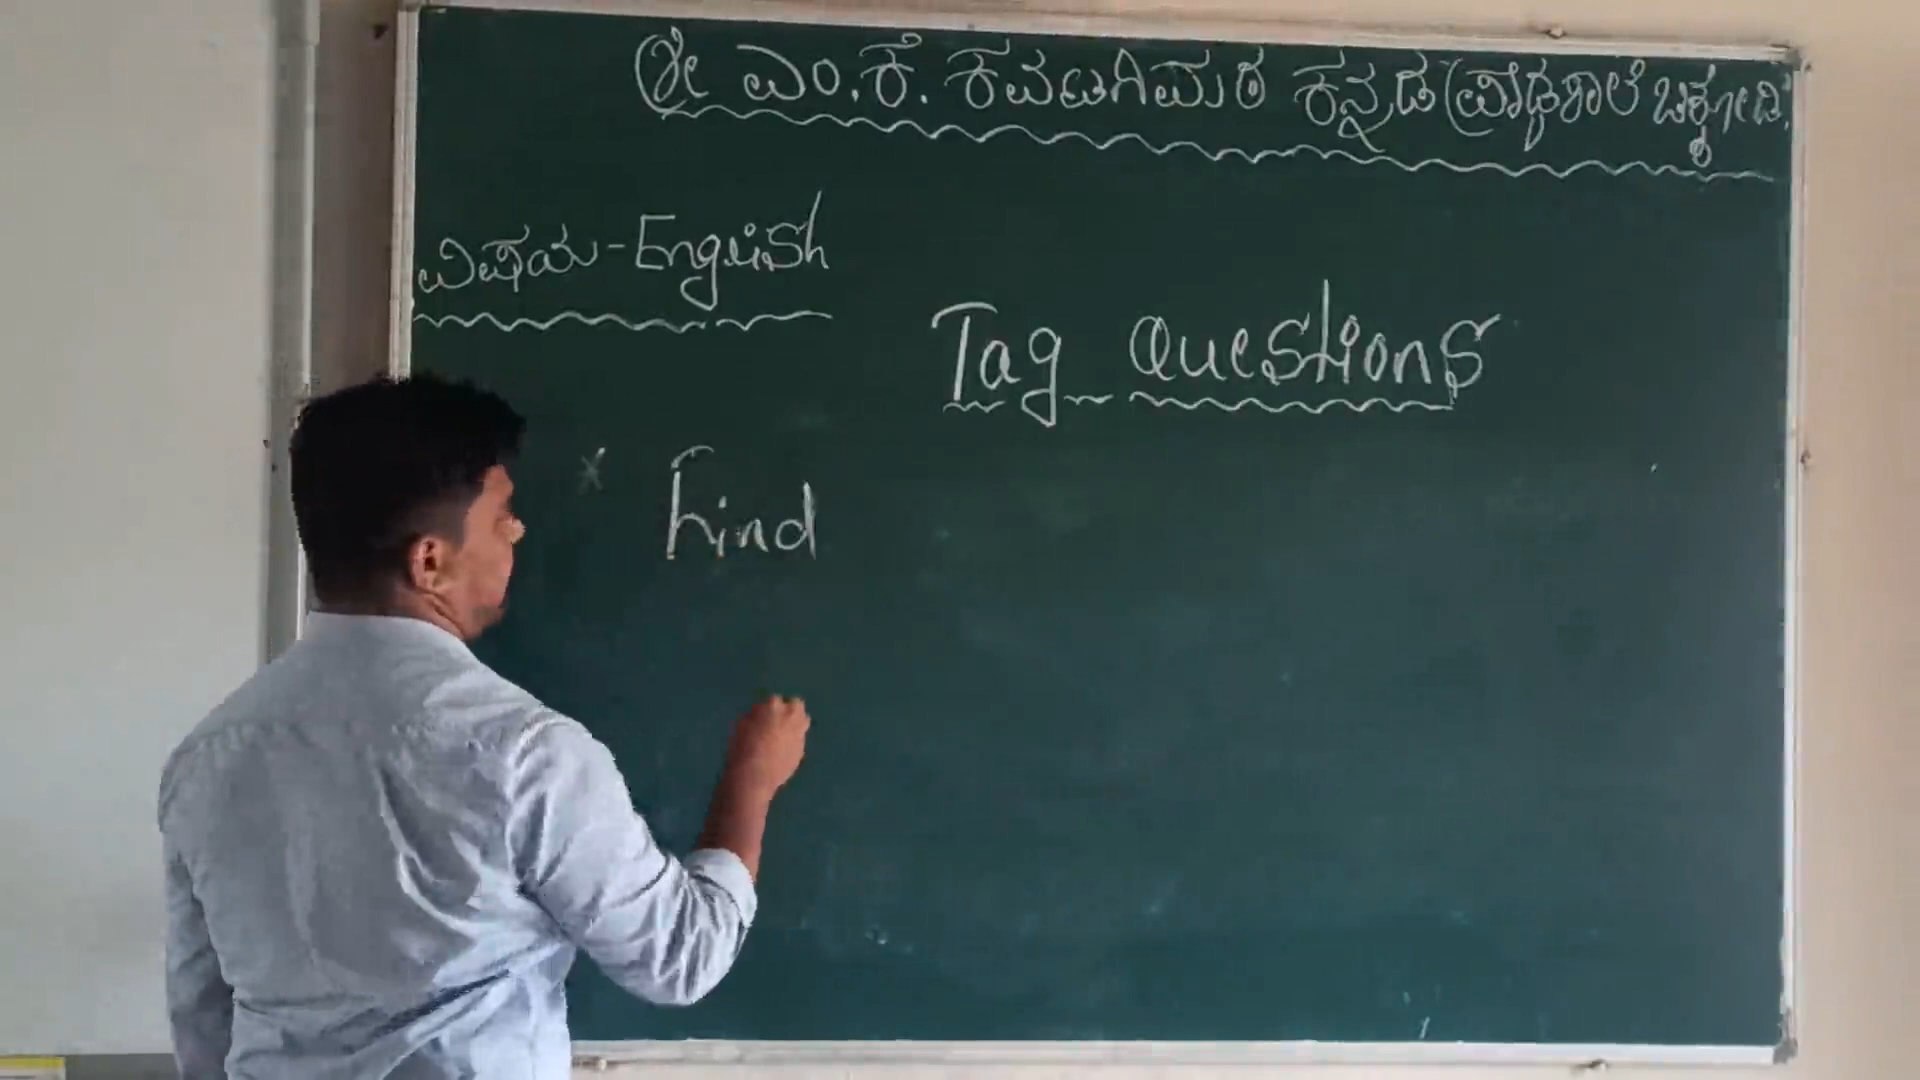 ಶ್ರೀ ಎಂ.ಕೆ. ಕವಟಗಿಮಠ ಕನ್ನಡ ಪ್ರಾಢಶಾಲೆ ಚಿಕ್ಕೋಡಿ.
ವಿಷಯ-English
Tag Questions
* Find